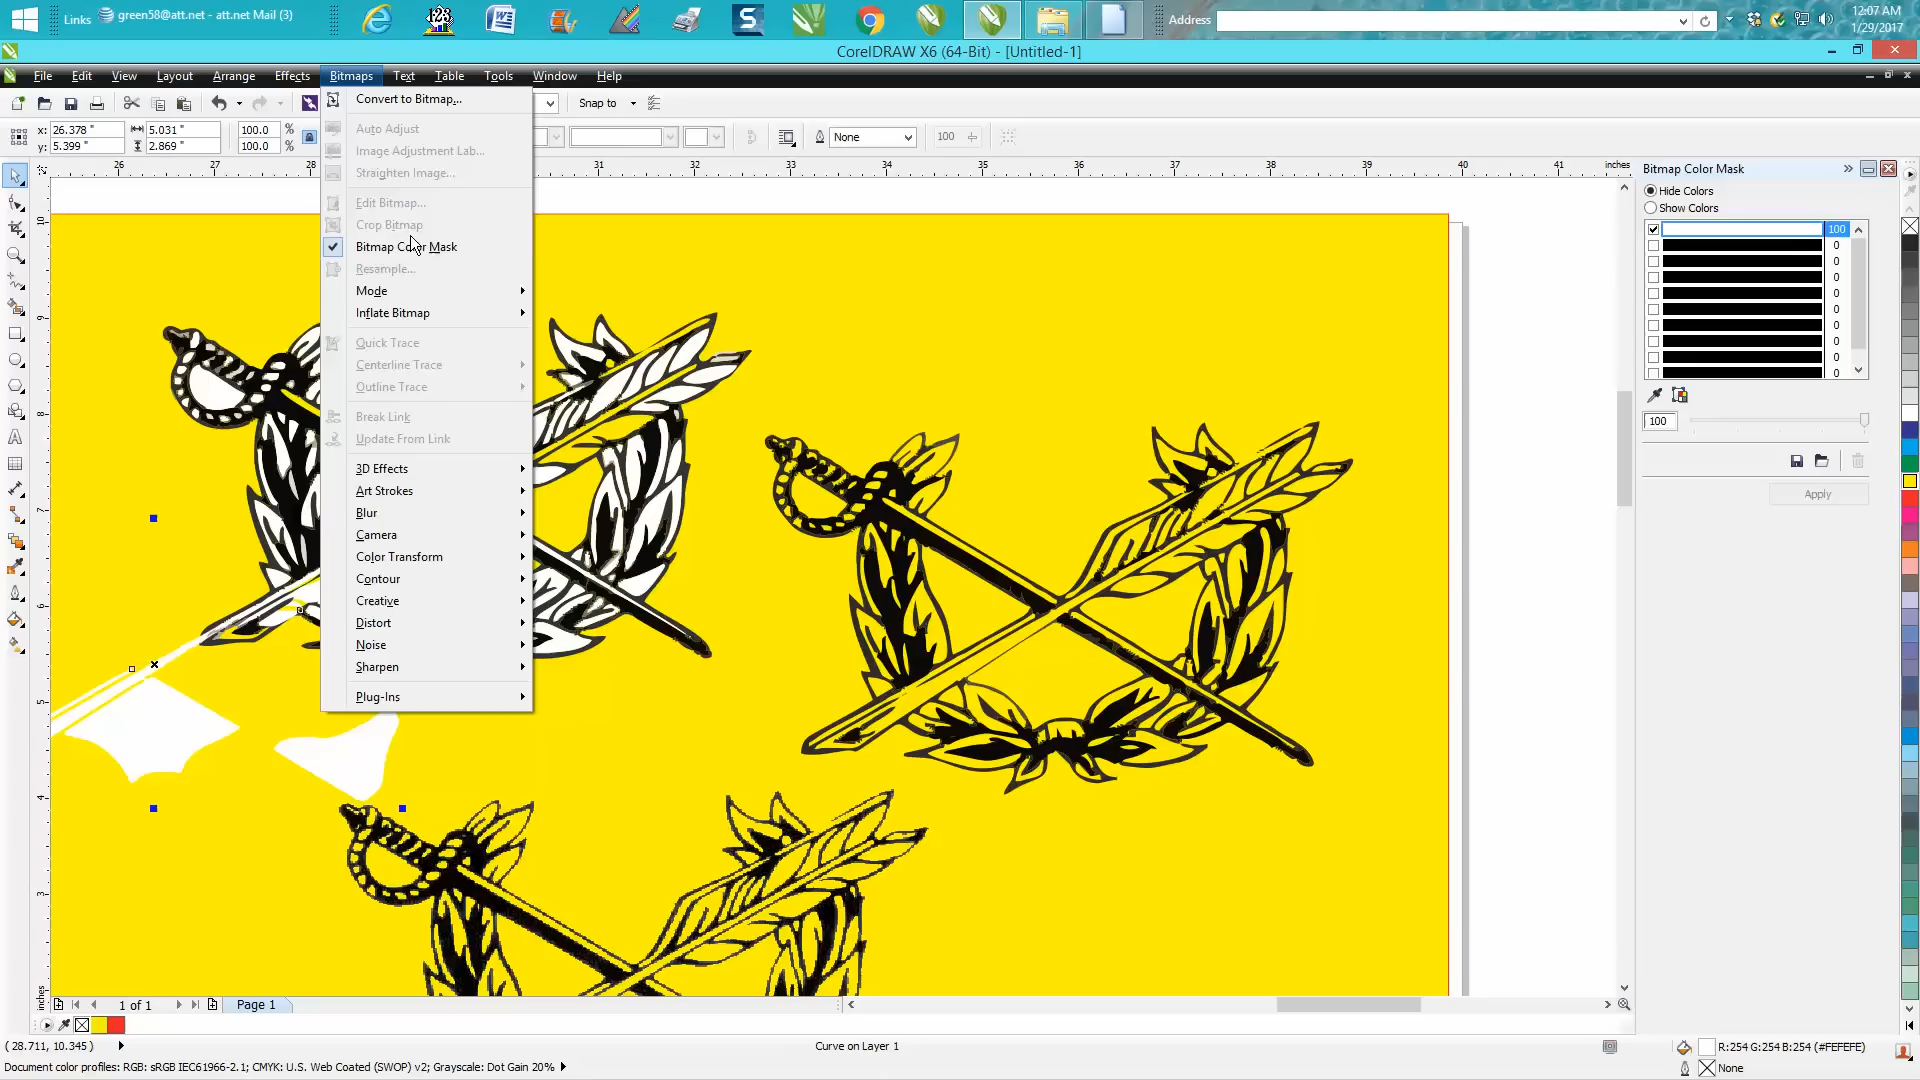 Links green58@att.net - att.net Mail (3) 123 S Address 12:07 AM
1/29/2017
CorelDRAW X6 (64-Bit) - [Untitled-1]
File Edit View Layout Arrange Effects Bitmaps Text Table Tools Window Help
Snap to
x: 26.378 " 5.031 " 100.0 % None 100
y: 5.399 " 2.869 " 100.0 %
26 27 28 31 32 33 34 35 36 37 38 39 40 41 inches
10
9
8
7
6
5
4
3
inches
Convert to Bitmap...
Auto Adjust
Image Adjustment Lab...
Straighten Image...
Edit Bitmap...
Crop Bitmap
Bitmap Color Mask
Resample...
Mode
Inflate Bitmap
Quick Trace
Centerline Trace
Outline Trace
Break Link
Update From Link
3D Effects
Art Strokes
Blur
Camera
Color Transform
Contour
Creative
Distort
Noise
Sharpen
Plug-Ins
Bitmap Color Mask
Hide Colors
Show Colors
100
0
0
0
0
0
0
0
0
0
100
Apply
1 of 1 Page 1
( 28.711, 10.345 ) Curve on Layer 1 R:254 G:254 B:254 (#FEFEFE)
Document color profiles: RGB: sRGB IEC61966-2.1; CMYK: U.S. Web Coated (SWOP) v2; Grayscale: Dot Gain 20% None